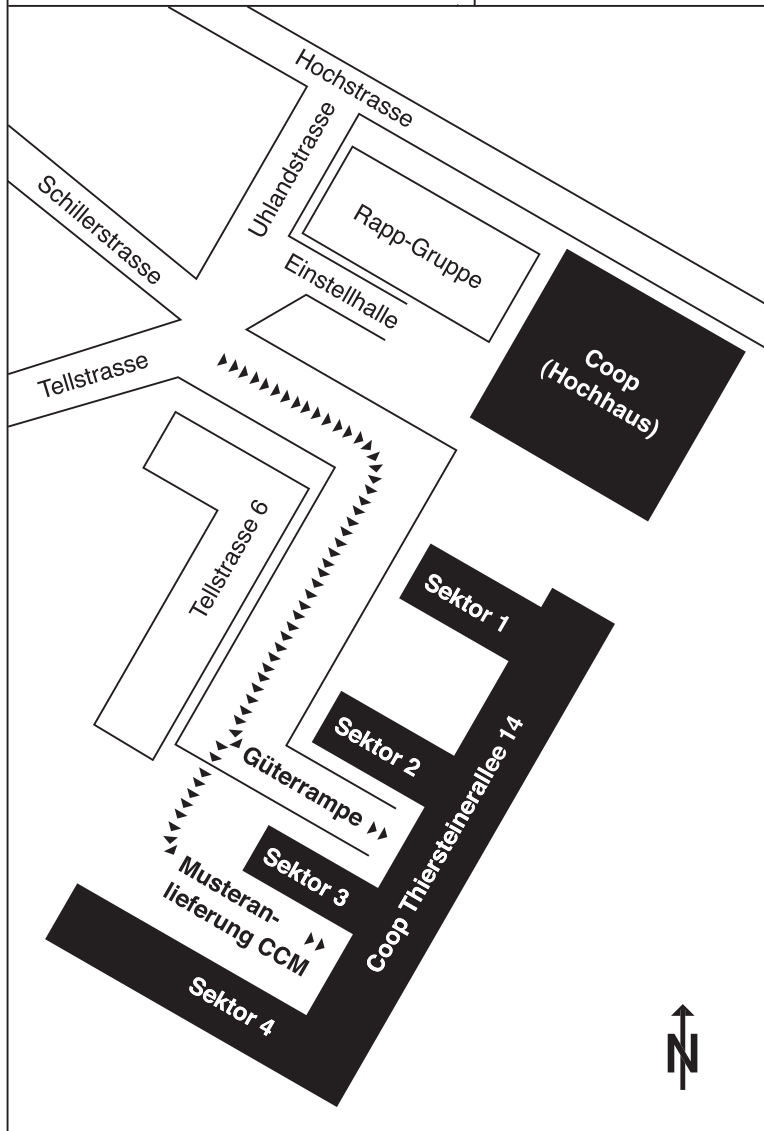 Hochstrasse
Uhlandstrasse
Schillerstrasse
Rapp-Gruppe
Einstellhalle
Coop
(Hochhaus)
Tellstrasse
Tellstrasse 6
Sektor 1
Sektor 2
Coop Thiersteinerallee 14
Güterrampe
Sektor 3
Musteran-
lieferung CCM
Sektor 4
N